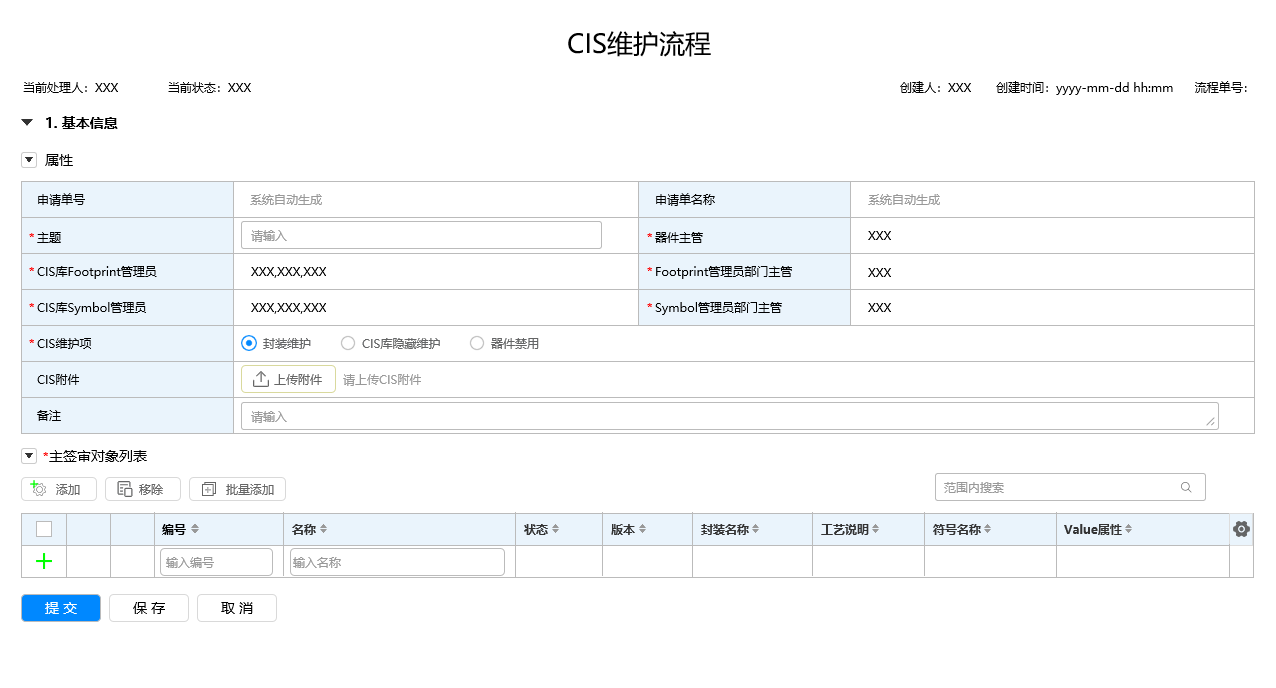 CIS维护流程
当前处理人：XXX 当前状态：XXX 创建人：XXX 创建时间：yyyy-mm-dd hh:mm 流程单号：
1. 基本信息
属性
申请单号 系统自动生成 申请单名称 系统自动生成
*主题 请输入 *器件主管 XXX
*CIS库Footprint管理员 XXX,XXX,XXX *Footprint管理员部门主管 XXX
*CIS库Symbol管理员 XXX,XXX,XXX *Symbol管理员部门主管 XXX
*CIS维护项 封装维护 CIS库隐藏维护 器件禁用
CIS附件 上传附件 请上传CIS附件
备注 请输入
*主签审对象列表
添加 移除 批量添加 范围内搜索
编号 名称 状态 版本 封装名称 工艺说明 符号名称 Value属性
输入编号 输入名称
提交 保存 取消